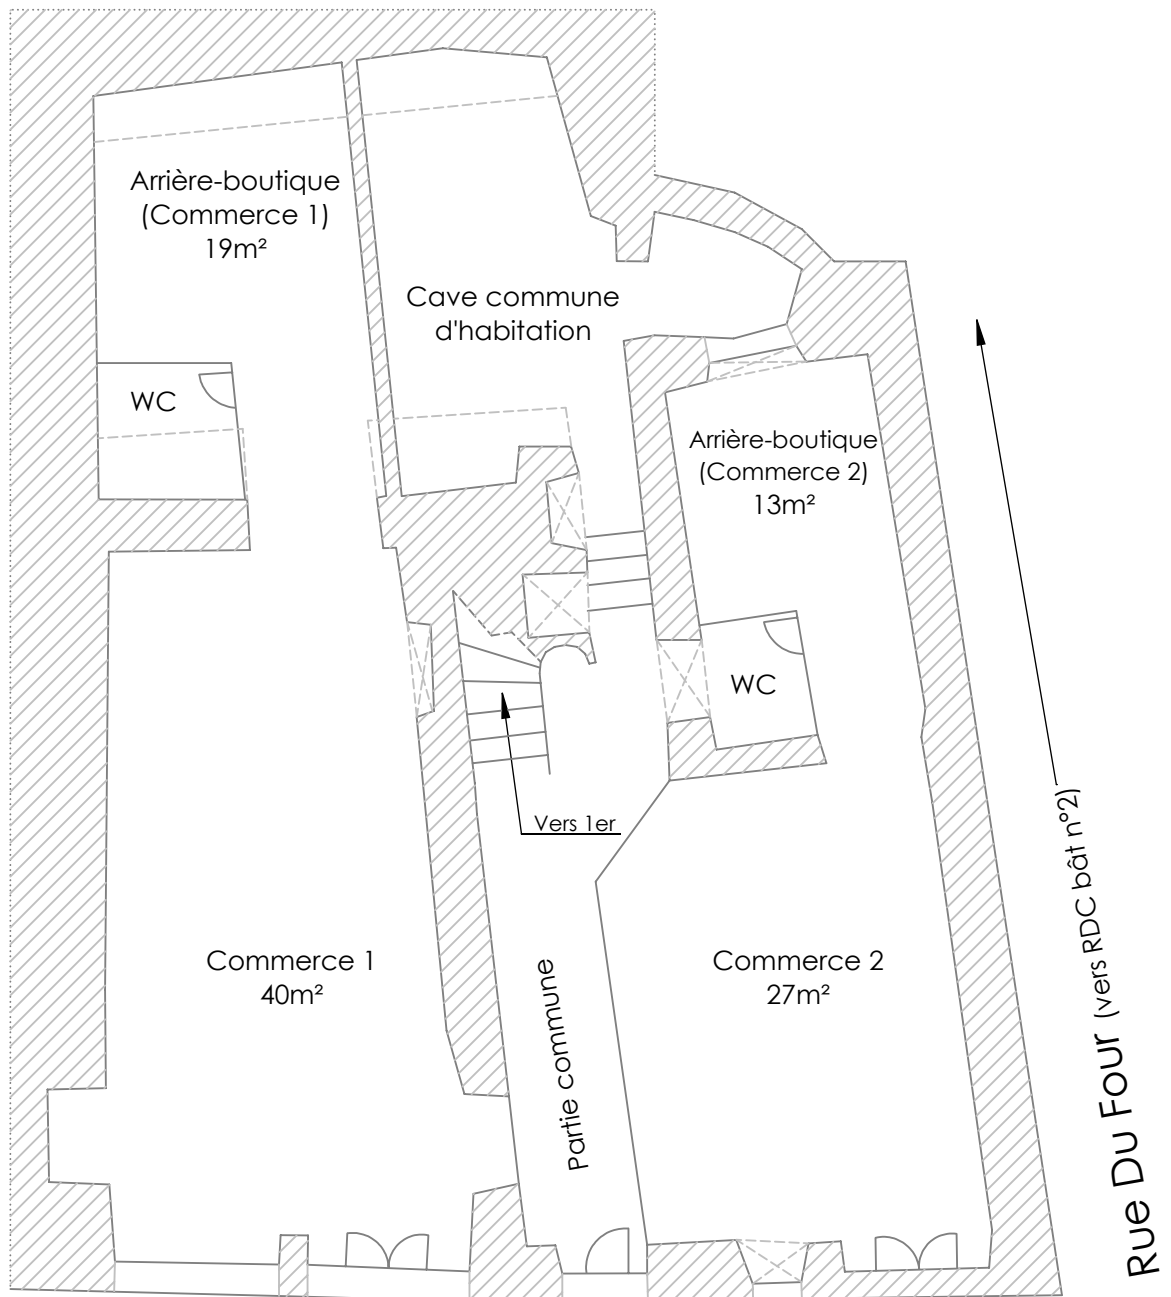 Arrière-boutique
(Commerce 1)
19m²
Cave commune
d'habitation
WC
Arrière-boutique
(Commerce 2)
13m²
WC
Vers 1er
Commerce 1
40m²
Partie commune
Commerce 2
27m²
Rue Du Four (vers RDC bât n°2)